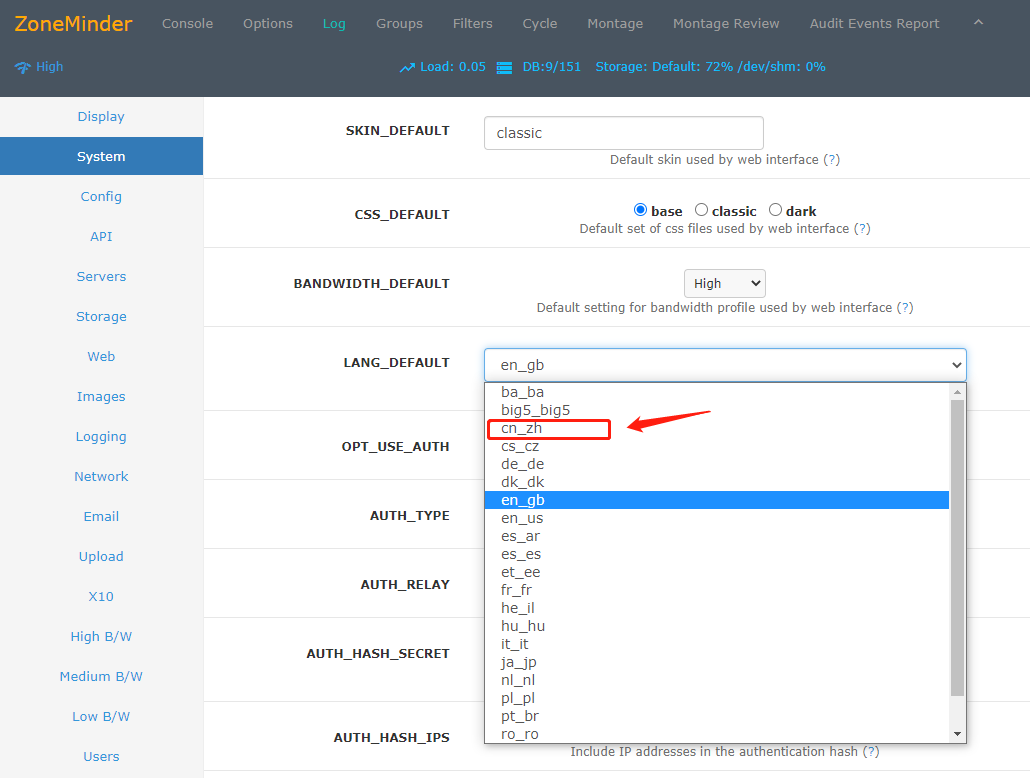 ZoneMinder Console Options Log Groups Filters Cycle Montage Montage Review Audit Events Report
High Load: 0.05 DB:9/151 Storage: Default: 72% /dev/shm: 0%
Display
System
Config
API
Servers
Storage
Web
Images
Logging
Network
Email
Upload
X10
High B/W
Medium B/W
Low B/W
Users
SKIN_DEFAULT classic
Default skin used by web interface (?)
CSS_DEFAULT base classic dark
Default set of css files used by web interface (?)
BANDWIDTH_DEFAULT High
Default setting for bandwidth profile used by web interface (?)
LANG_DEFAULT en_gb
ba_ba
big5_big5
cn_zh
cs_cz
de_de
dk_dk
en_gb
en_us
es_ar
es_es
et_ee
fr_fr
he_il
hu_hu
it_it
ja_jp
nl_nl
pl_pl
pt_br
ro_ro
OPT_USE_AUTH
AUTH_TYPE
AUTH_RELAY
AUTH_HASH_SECRET
AUTH_HASH_IPS
Include IP addresses in the authentication hash (?)